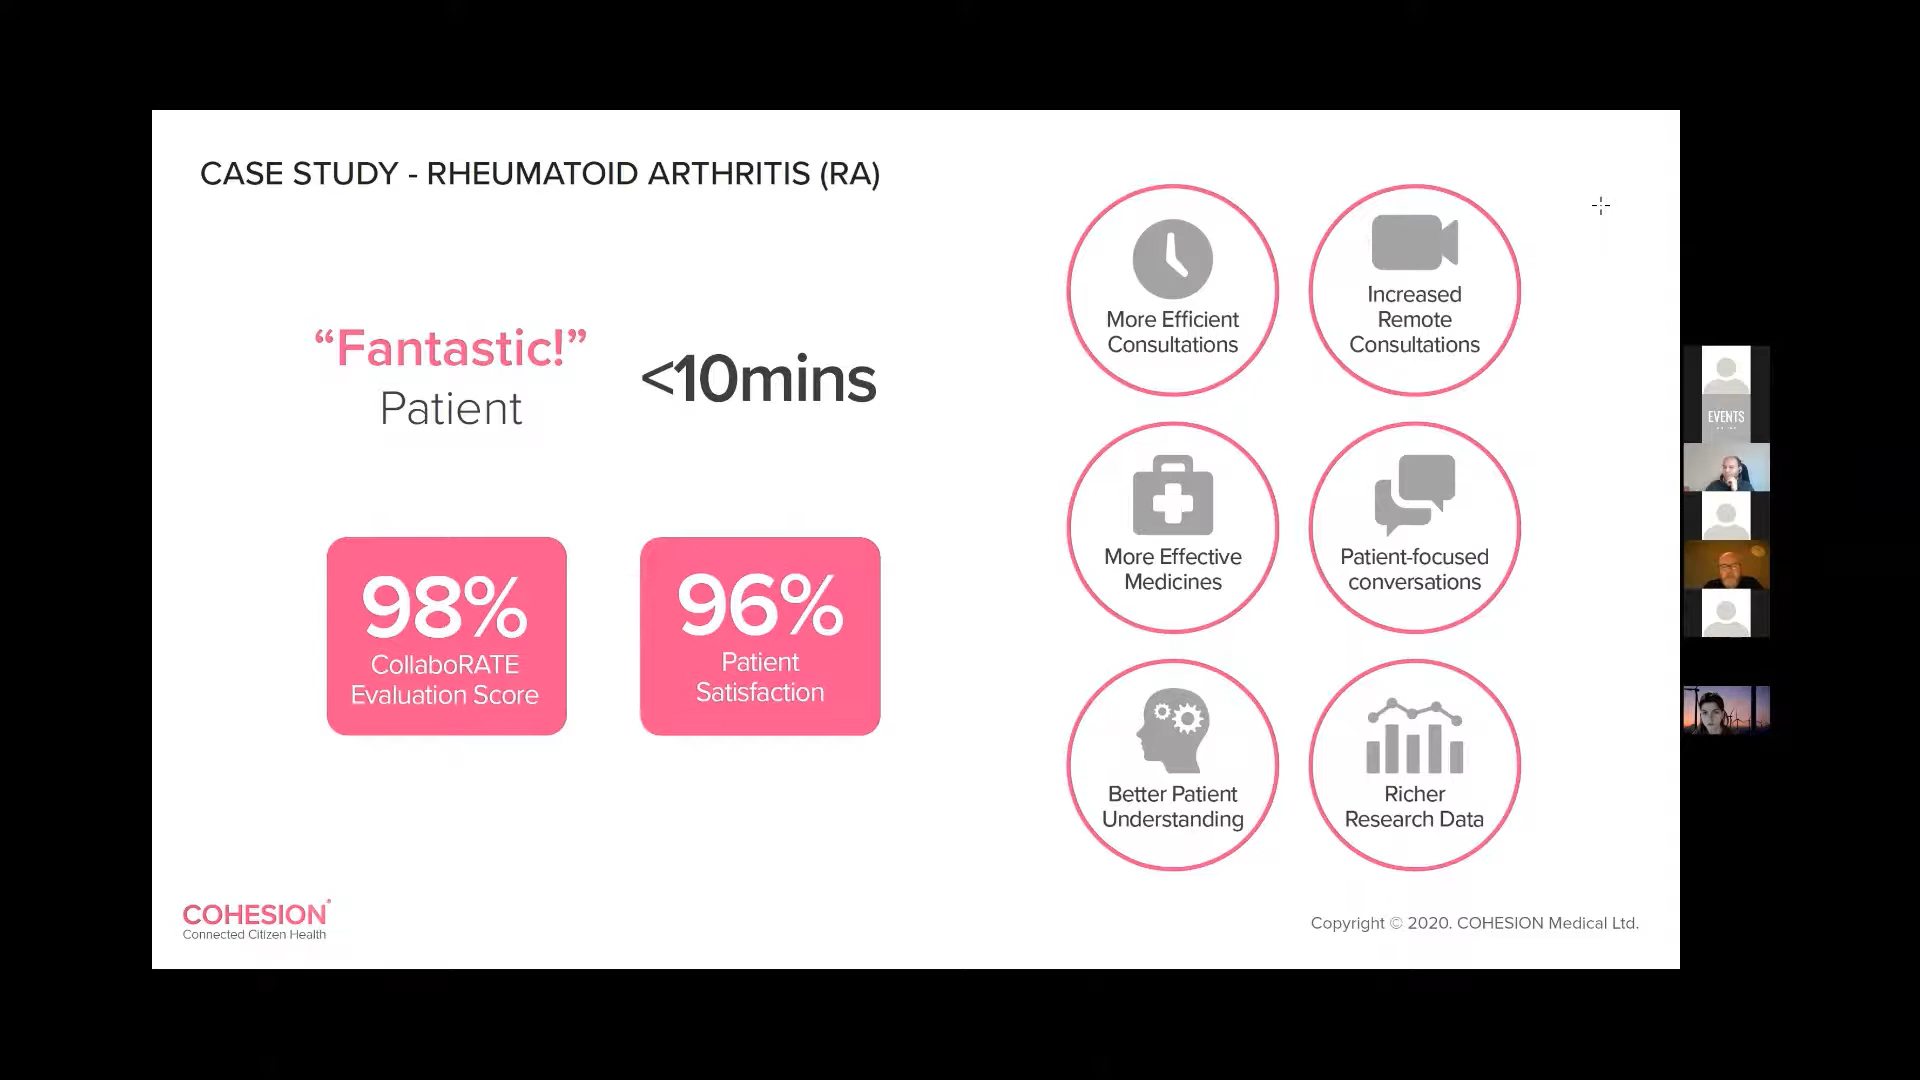 CASE STUDY - RHEUMATOID ARTHRITIS (RA)
“Fantastic!”
Patient
<10mins
98%
CollaboRATE
Evaluation Score
96%
Patient
Satisfaction
More Efficient
Consultations
Increased
Remote
Consultations
More Effective
Medicines
Patient-focused
conversations
Better Patient
Understanding
Richer
Research Data
COHESION
Connected Citizen Health
Copyright © 2020. COHESION Medical Ltd.
EVENTS